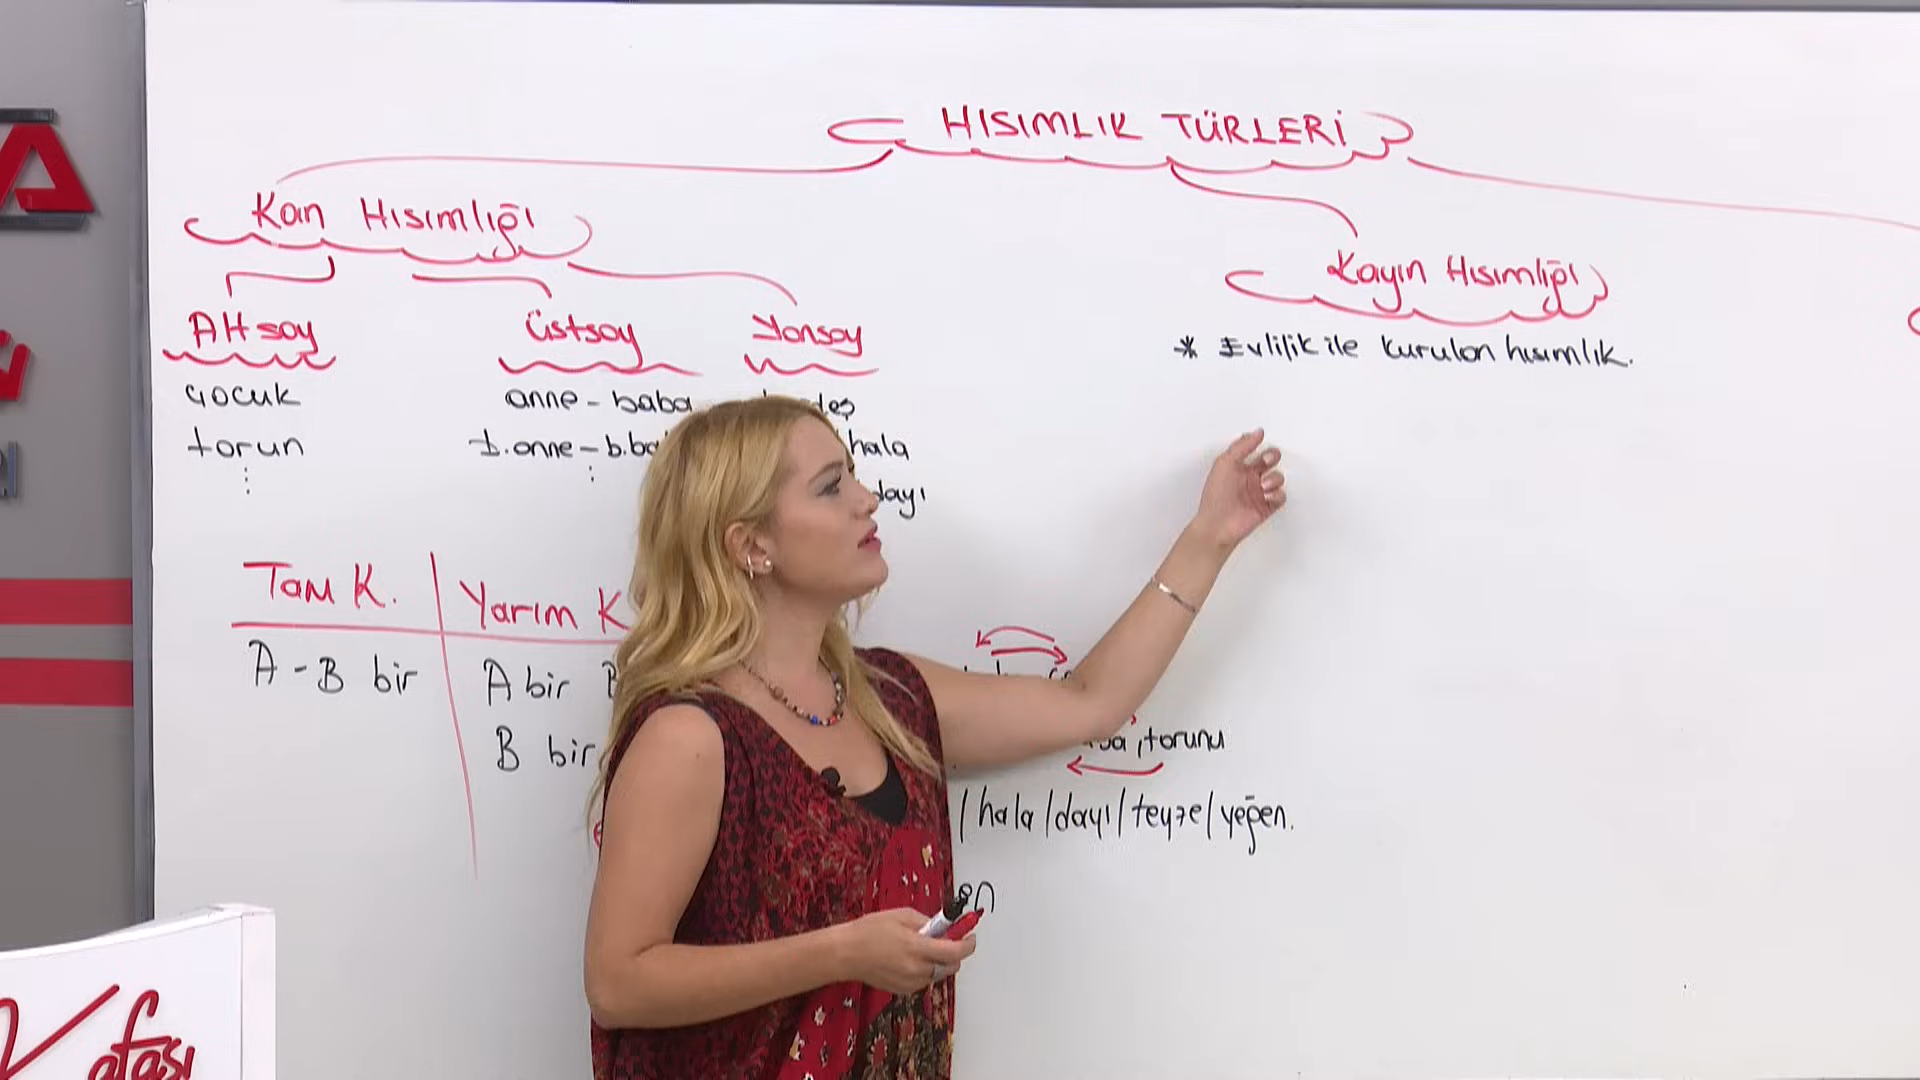 HISIMLIK TÜRLERİ
Kan Hısımlığı
Kayın Hısımlığı
Altsoy
Üstsoy
Yansoy
* Evlilik ile kurulan hısımlık.
çocuk
anne - baba
torun
b.anne - b.ba
hala
dayı
Tam K.
Yarım K
A - B bir
A bir B
B bir
, torunu
/ hala / dayı / teyze / yeğen.
Kafası